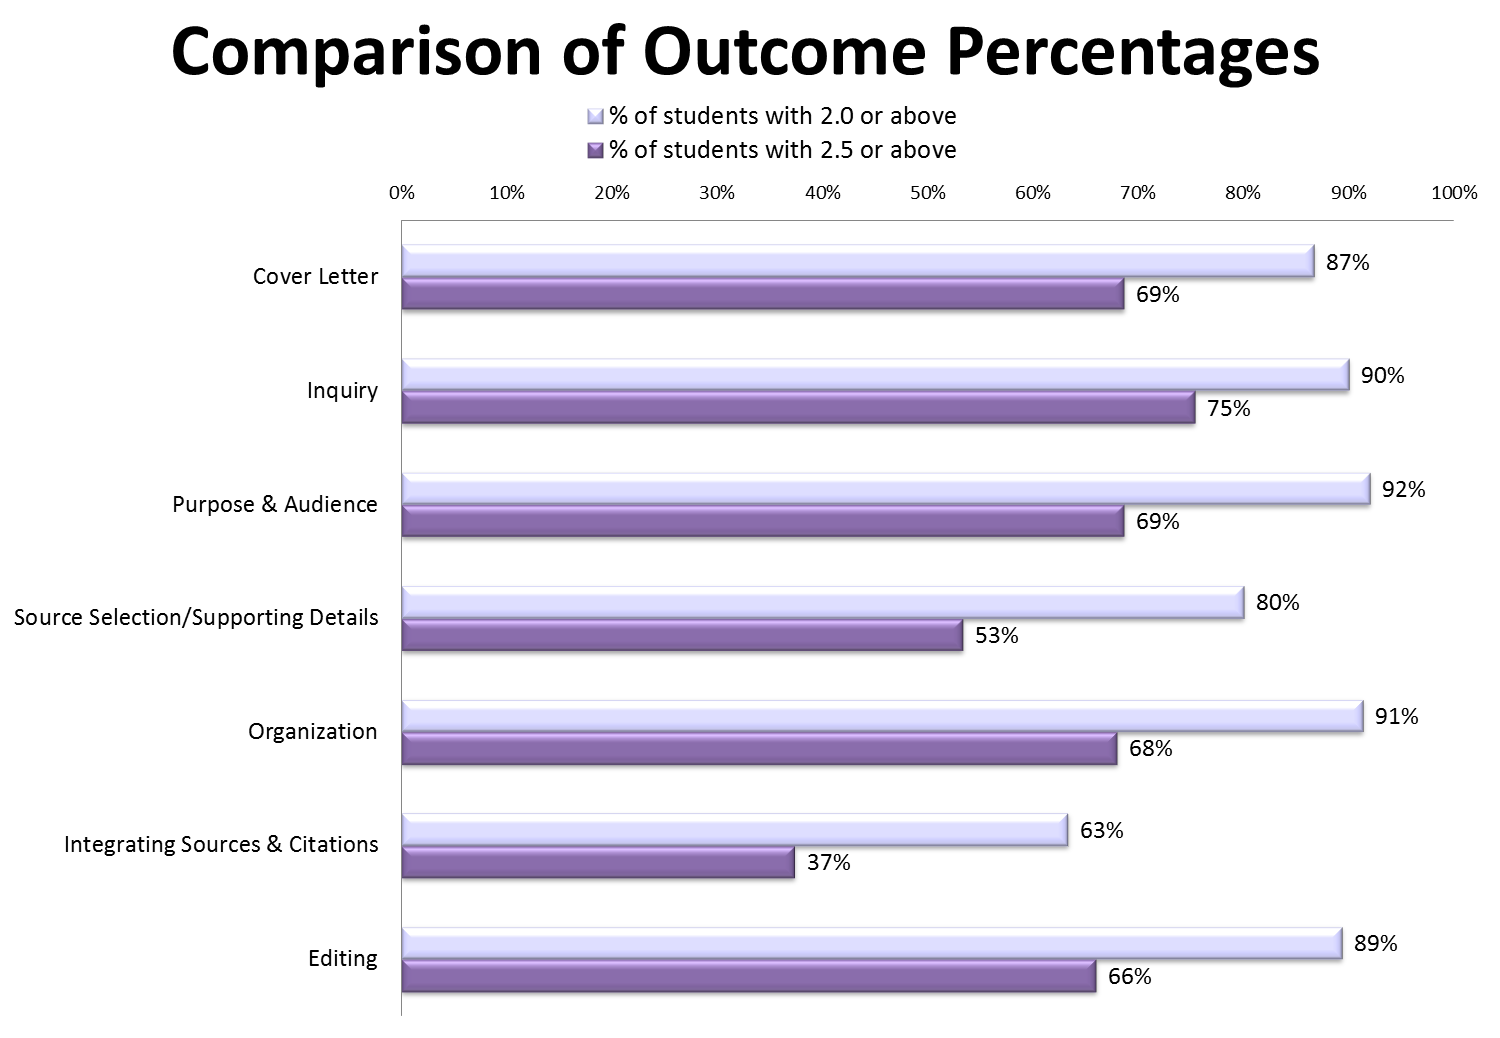 Comparison of Outcome Percentages
% of students with 2.0 or above
% of students with 2.5 or above
0% 10% 20% 30% 40% 50% 60% 70% 80% 90% 100%
Cover Letter
87%
69%
Inquiry
90%
75%
Purpose & Audience
92%
69%
Source Selection/Supporting Details
80%
53%
Organization
91%
68%
Integrating Sources & Citations
63%
37%
Editing
89%
66%